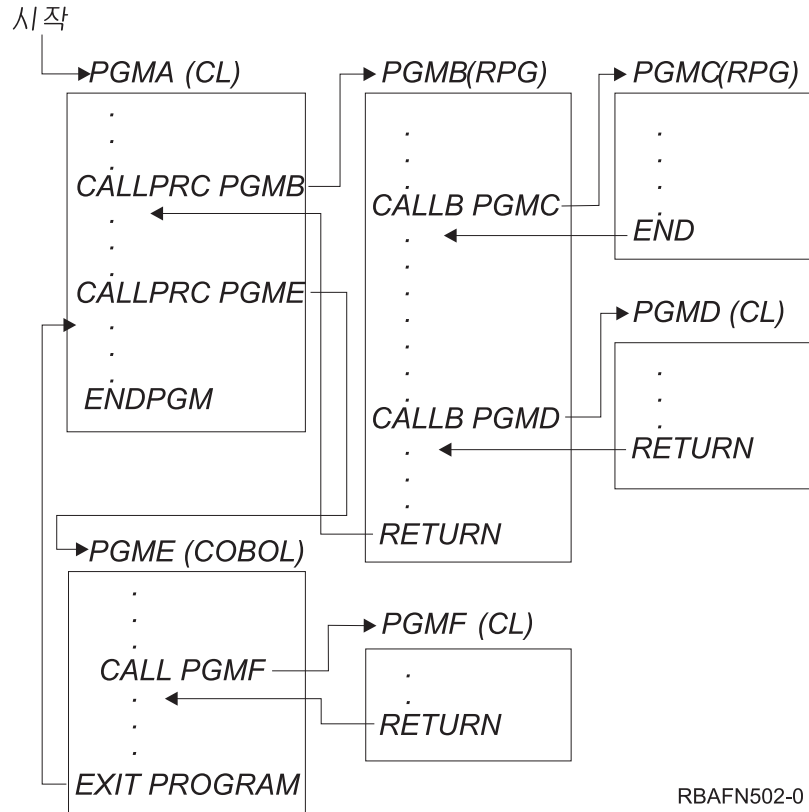 시작
PGMA (CL)
.
.
.
CALLPRC PGMB
.
.
.
CALLPRC PGME
.
.
.
ENDPGM
PGMB(RPG)
.
.
.
CALLB PGMC
.
.
.
.
.
.
CALLB PGMD
.
.
.
RETURN
PGMC(RPG)
.
.
.
.
END
PGMD (CL)
.
.
.
RETURN
PGME (COBOL)
.
.
.
CALL PGMF
.
.
.
EXIT PROGRAM
PGMF (CL)
.
.
RETURN
RBAFN502-0